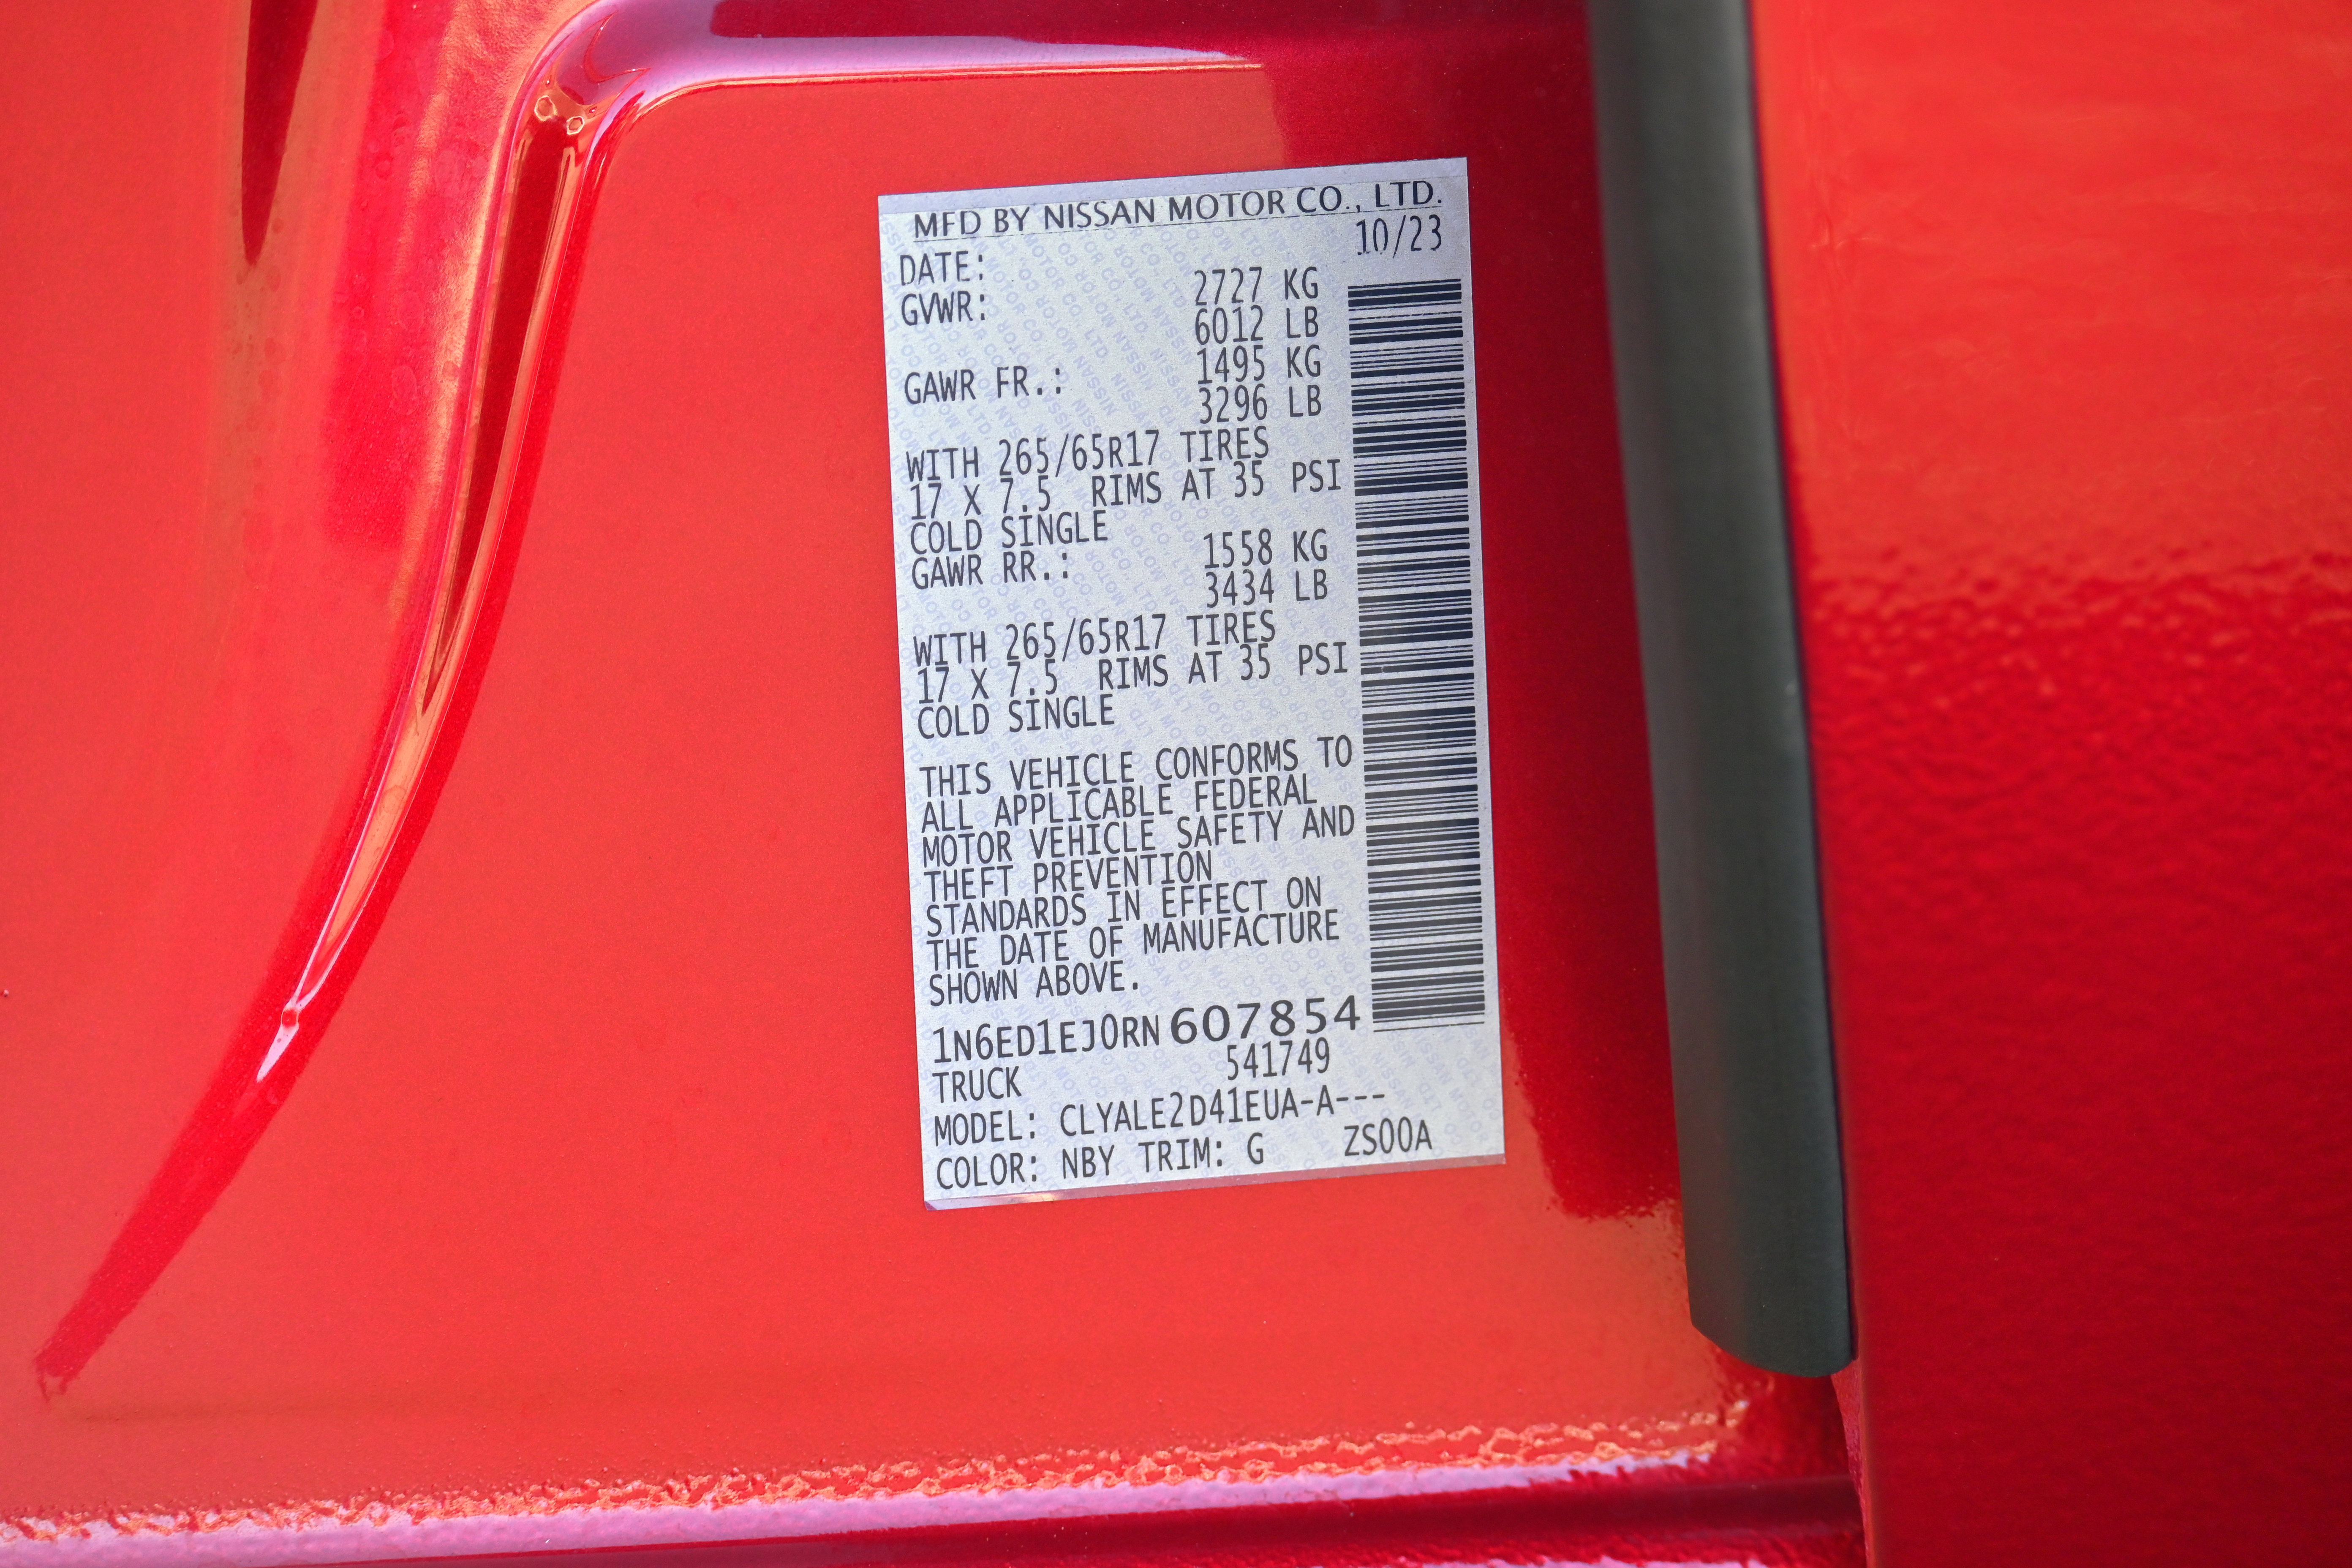 MFD BY NISSAN MOTOR CO., LTD.
DATE: 10/23
GVWR: 2727 KG
6012 LB
GAWR FR.: 1495 KG
3296 LB
WITH 265/65R17 TIRES
17 X 7.5 RIMS AT 35 PSI
COLD SINGLE
GAWR RR.: 1558 KG
3434 LB
WITH 265/65R17 TIRES
17 X 7.5 RIMS AT 35 PSI
COLD SINGLE
THIS VEHICLE CONFORMS TO
ALL APPLICABLE FEDERAL
MOTOR VEHICLE SAFETY AND
THEFT PREVENTION
STANDARDS IN EFFECT ON
THE DATE OF MANUFACTURE
SHOWN ABOVE.
1N6ED1EJ0RN607854
TRUCK 541749
MODEL: CLYALE2D41EUA-A---
COLOR: NBY TRIM: G ZS00A